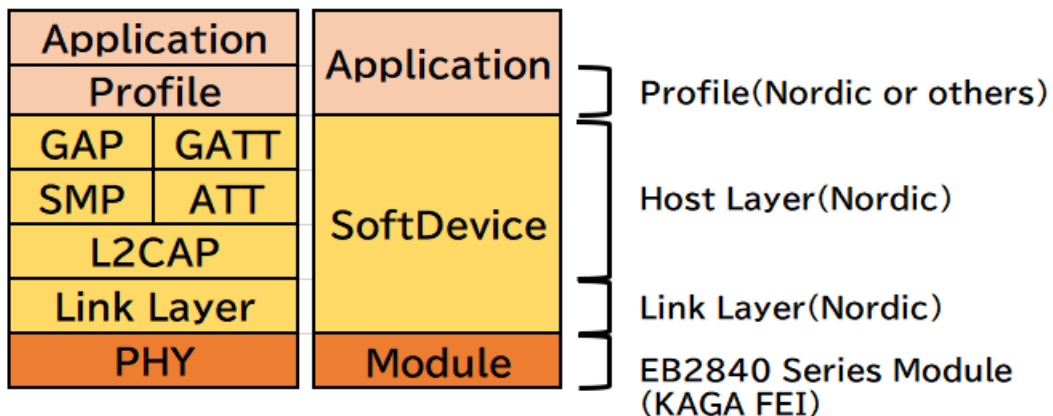 Application
Profile
GAP GATT
SMP ATT
L2CAP
Link Layer
PHY
Application
SoftDevice
Module
Profile(Nordic or others)
Host Layer(Nordic)
Link Layer(Nordic)
EB2840 Series Module
(KAGA FEI)